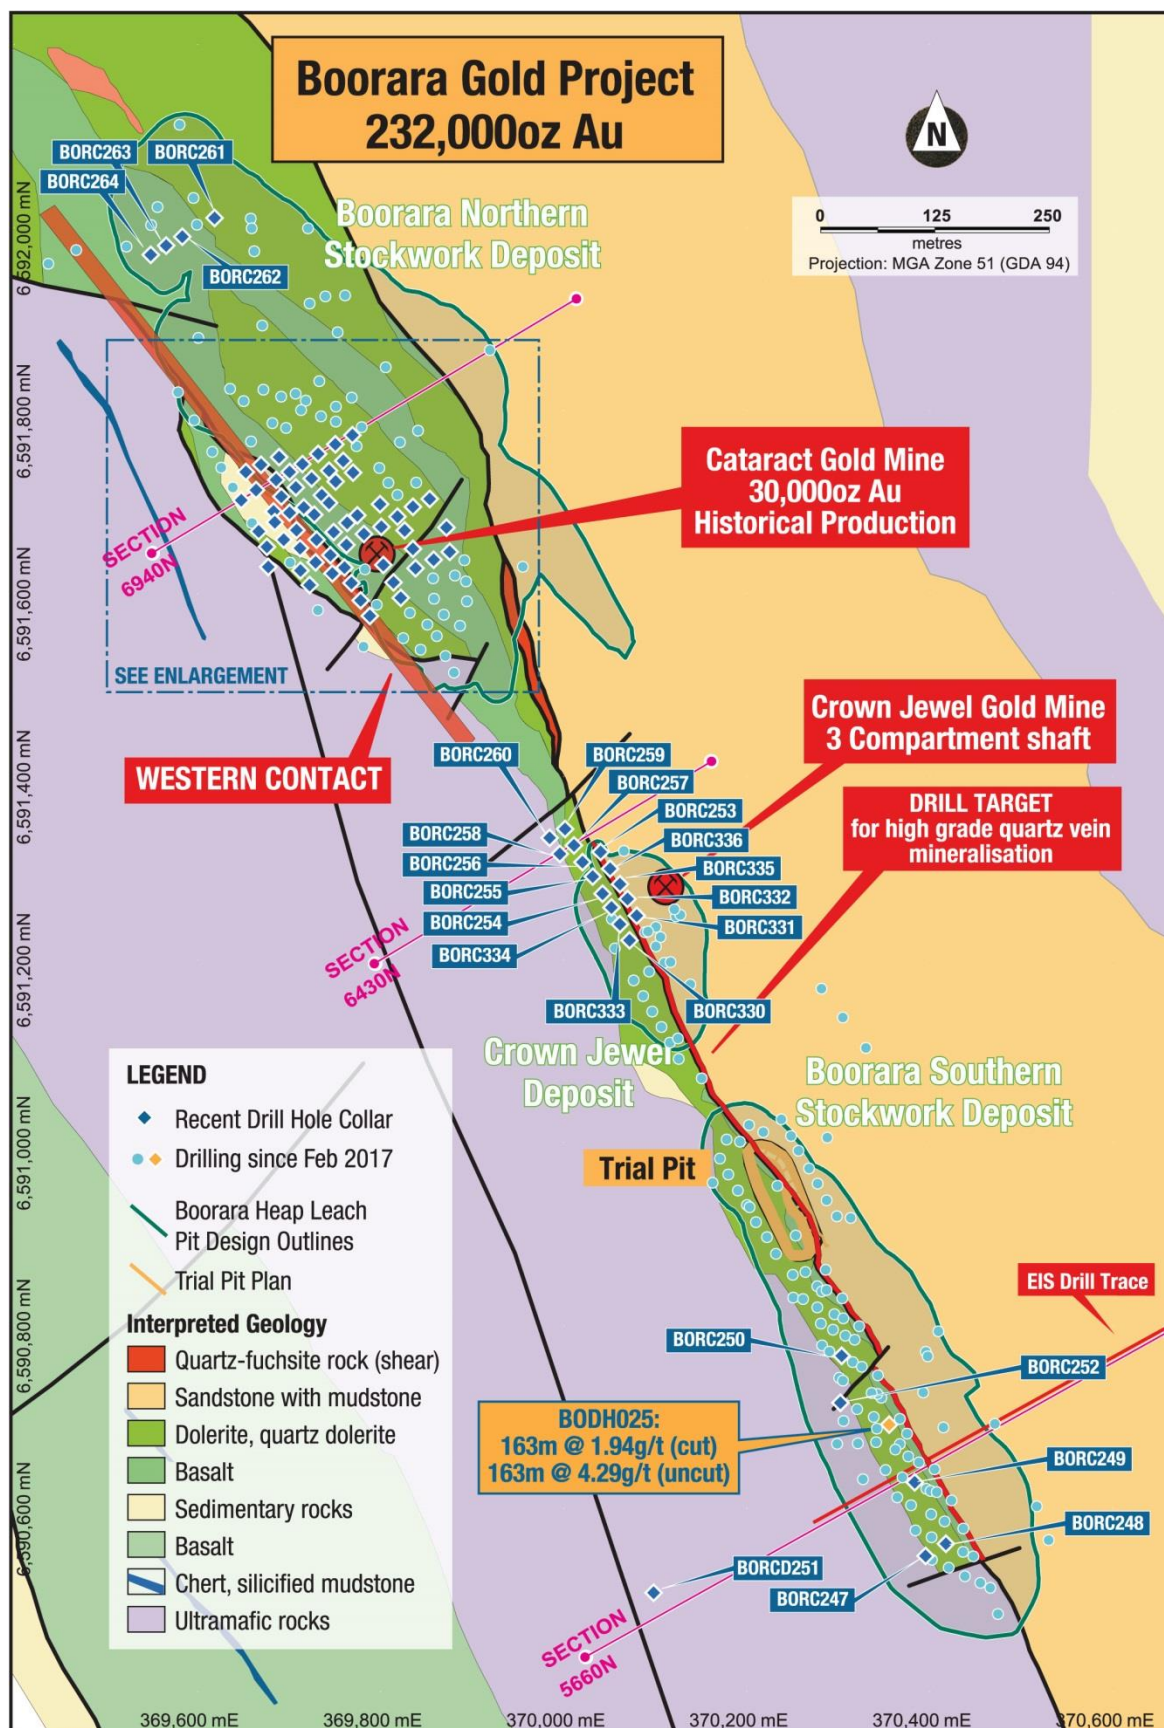 Boorara Gold Project
232,000oz Au
N
0 125 250
metres
Projection: MGA Zone 51 (GDA 94)
BORC263
BORC261
BORC264
BORC262
Boorara Northern
Stockwork Deposit
6,592,000 mN
6,591,800 mN
6,591,600 mN
6,591,400 mN
6,591,200 mN
6,591,000 mN
6,590,800 mN
6,590,600 mN
Cataract Gold Mine
30,000oz Au
Historical Production
SECTION
6940N
SEE ENLARGEMENT
WESTERN CONTACT
Crown Jewel Gold Mine
3 Compartment shaft
DRILL TARGET
for high grade quartz vein
mineralisation
BORC260
BORC259
BORC257
BORC253
BORC258
BORC336
BORC256
BORC335
BORC255
BORC332
BORC254
BORC331
BORC334
BORC333
BORC330
SECTION
6430N
Crown Jewel
Deposit
Boorara Southern
Stockwork Deposit
Trial Pit
EIS Drill Trace
BORC250
BORC252
BODH025:
163m @ 1.94g/t (cut)
163m @ 4.29g/t (uncut)
BORC249
BORC248
BORCD251
BORC247
SECTION
5660N
LEGEND
Recent Drill Hole Collar
Drilling since Feb 2017
Boorara Heap Leach
Pit Design Outlines
Trial Pit Plan
Interpreted Geology
Quartz-fuchsite rock (shear)
Sandstone with mudstone
Dolerite, quartz dolerite
Basalt
Sedimentary rocks
Basalt
Chert, silicified mudstone
Ultramafic rocks
369,600 mE
369,800 mE
370,000 mE
370,200 mE
370,400 mE
370,600 mE